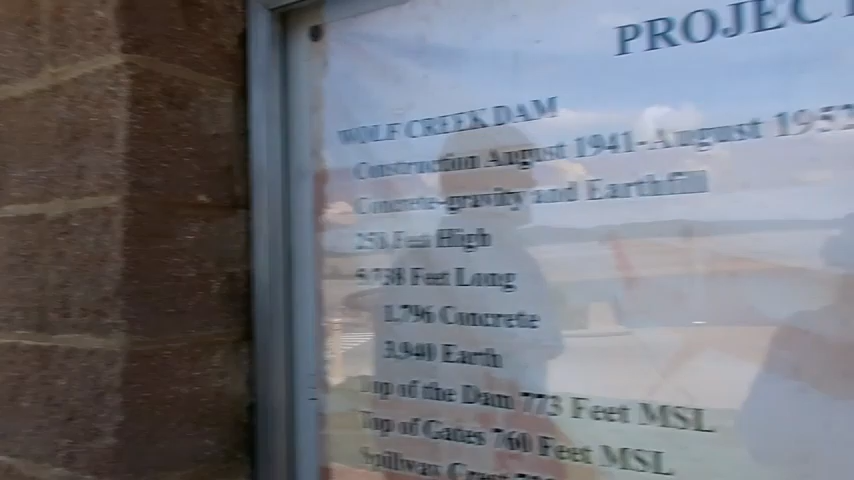 PROJECT
WOLF CREEK DAM
Construction August 1941-August 1952
Concrete-gravity and Earthfill
258 Feet High
5,738 Feet Long
1,796 Concrete
3,940 Earth
Top of the Dam 773 Feet MSL
Top of Gates 760 Feet MSL
Spillway Crest